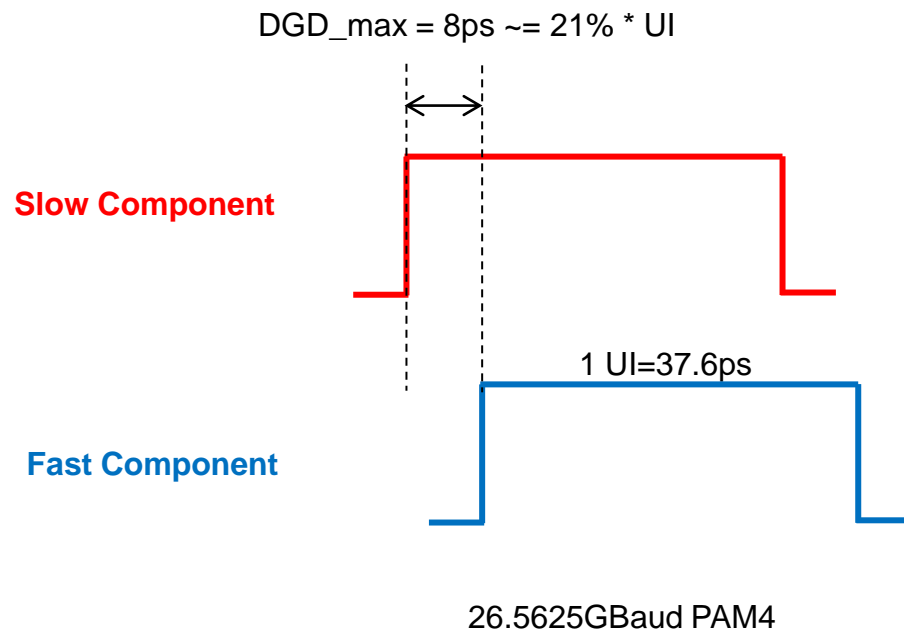 DGD_max = 8ps ~= 21% * UI
Slow Component
1 UI=37.6ps
Fast Component
26.5625GBaud PAM4